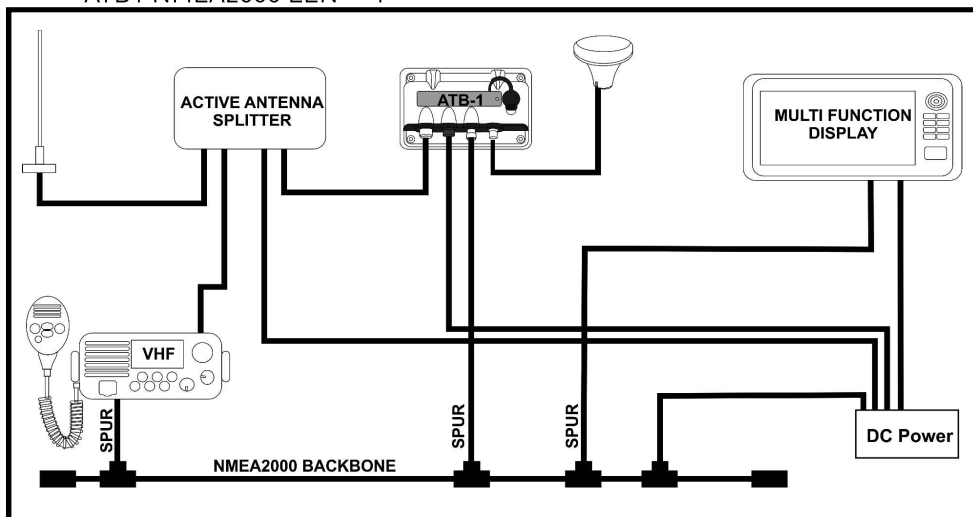 ACTIVE ANTENNA
SPLITTER
ATB-1
MULTI FUNCTION
DISPLAY
VHF
SPUR
SPUR
SPUR
DC Power
NMEA2000 BACKBONE